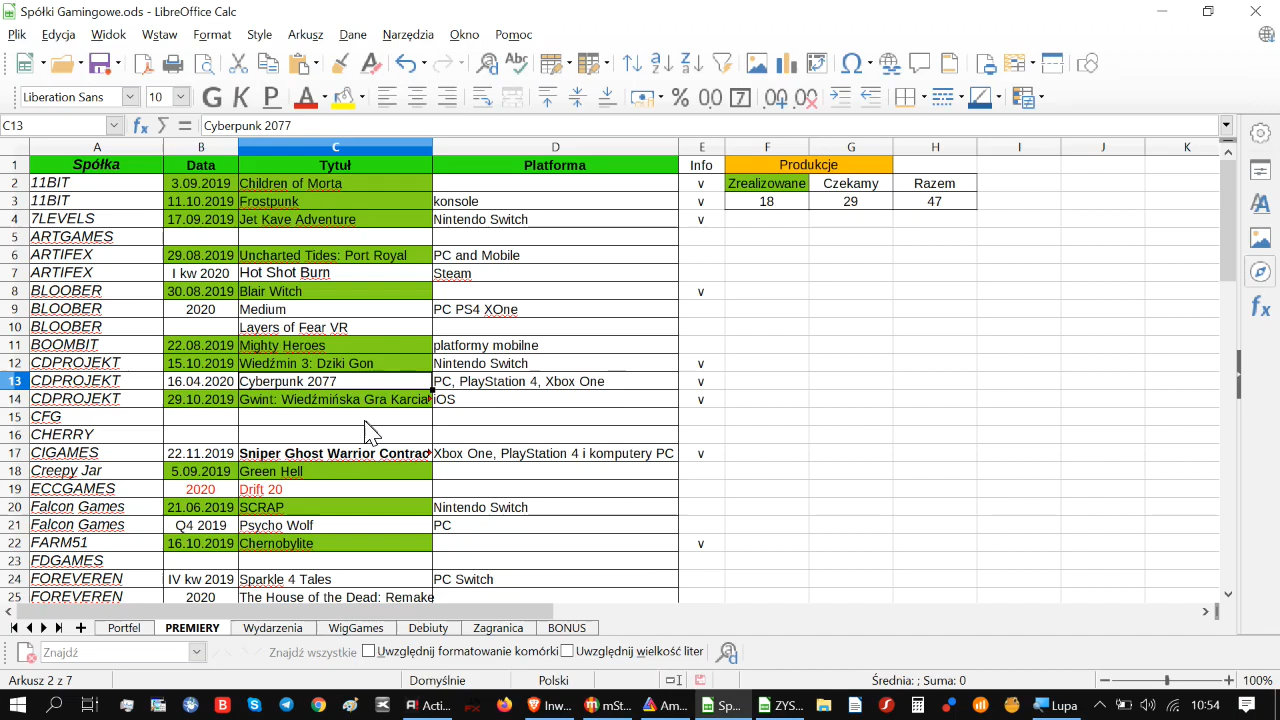 Spółki Gamingowe.ods - LibreOffice Calc
Plik Edycja Widok Wstaw Format Arkusz Style Dane Narzędzia Okno Pomoc
Liberation Sans 10 G K P
C13 Cyberpunk 2077
A B C D E F G H I J K
1 Spółka Data Tytuł Platforma Info Produkcje
2 11BIT 3.09.2019 Children of Morta v Zrealizowane Czekamy Razem
3 11BIT 11.10.2019 Frostpunk konsole v 18 29 47
4 7LEVELS 17.09.2019 Jet Kave Adventure Nintendo Switch v
5 ARTGAMES
6 ARTIFEX 29.08.2019 Uncharted Tides: Port Royal PC and Mobile
7 ARTIFEX I kw 2020 Hot Shot Burn Steam
8 BLOOBER 30.08.2019 Blair Witch v
9 BLOOBER 2020 Medium PC PS4 XOne
10 BLOOBER Layers of Fear VR
11 BOOMBIT 22.08.2019 Mighty Heroes platformy mobilne
12 CDPROJEKT 15.10.2019 Wiedźmin 3: Dziki Gon Nintendo Switch v
13 CDPROJEKT 16.04.2020 Cyberpunk 2077 PC, PlayStation 4, Xbox One v
14 CDPROJEKT 29.10.2019 Gwint: Wiedźmińska Gra Karcia iOS v
15 CFG
16 CHERRY
17 CIGAMES 22.11.2019 Sniper Ghost Warrior Contrac Xbox One, PlayStation 4 i komputery PC v
18 Creepy Jar 5.09.2019 Green Hell
19 ECCGAMES 2020 Drift 20
20 Falcon Games 21.06.2019 SCRAP Nintendo Switch
21 Falcon Games Q4 2019 Psycho Wolf PC
22 FARM51 16.10.2019 Chernobylite v
23 FDGAMES
24 FOREVEREN IV kw 2019 Sparkle 4 Tales PC Switch
25 FOREVEREN 2020 The House of the Dead: Remake
Portfel PREMIERY Wydarzenia WigGames Debiuty Zagranica BONUS
Znajdź Znajdź wszystkie Uwzględnij formatowanie komórki Uwzględnij wielkość liter
Arkusz 2 z 7 Domyślnie Polski Średnia: ; Suma: 0 100%
Acti... Inw... mSt... Am... Sp... ZYS... Lupa 10:54